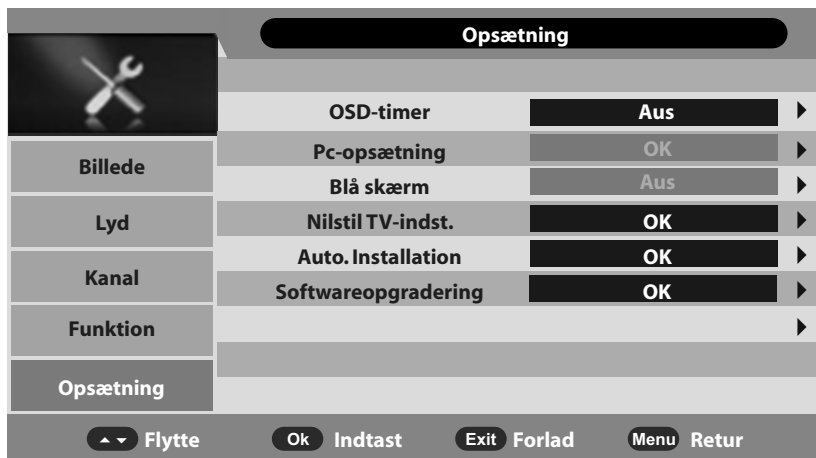 Opsætning
OSD-timer Aus
Pc-opsætning OK
Blå skærm Aus
Nilstil TV-indst. OK
Auto. Installation OK
Softwareopgradering OK
Billede
Lyd
Kanal
Funktion
Opsætning
Flytte Ok Indtast Exit Forlad Menu Retur